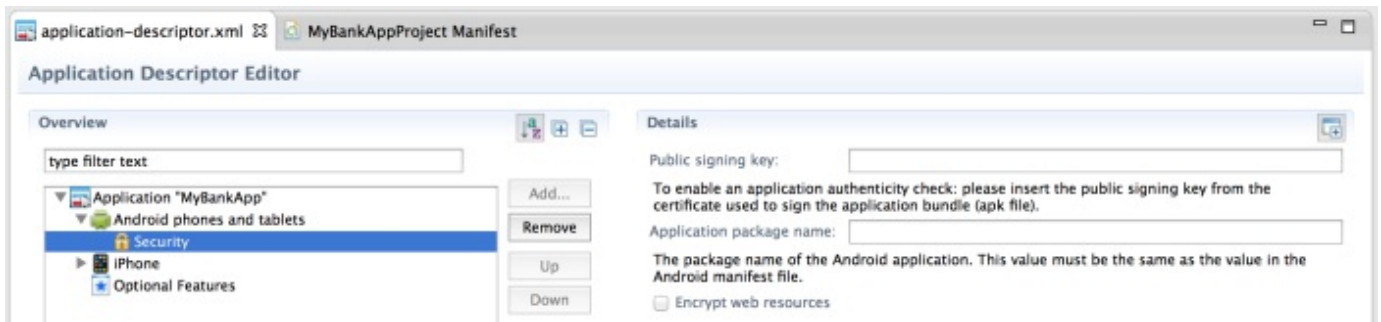 application-descriptor.xml MyBankAppProject Manifest
Application Descriptor Editor
Overview
type filter text
Application "MyBankApp"
Android phones and tablets
Security
iPhone
Optional Features
Add...
Remove
Up
Down
Details
Public signing key:
To enable an application authenticity check: please insert the public signing key from the
certificate used to sign the application bundle (apk file).
Application package name:
The package name of the Android application. This value must be the same as the value in the
Android manifest file.
Encrypt web resources